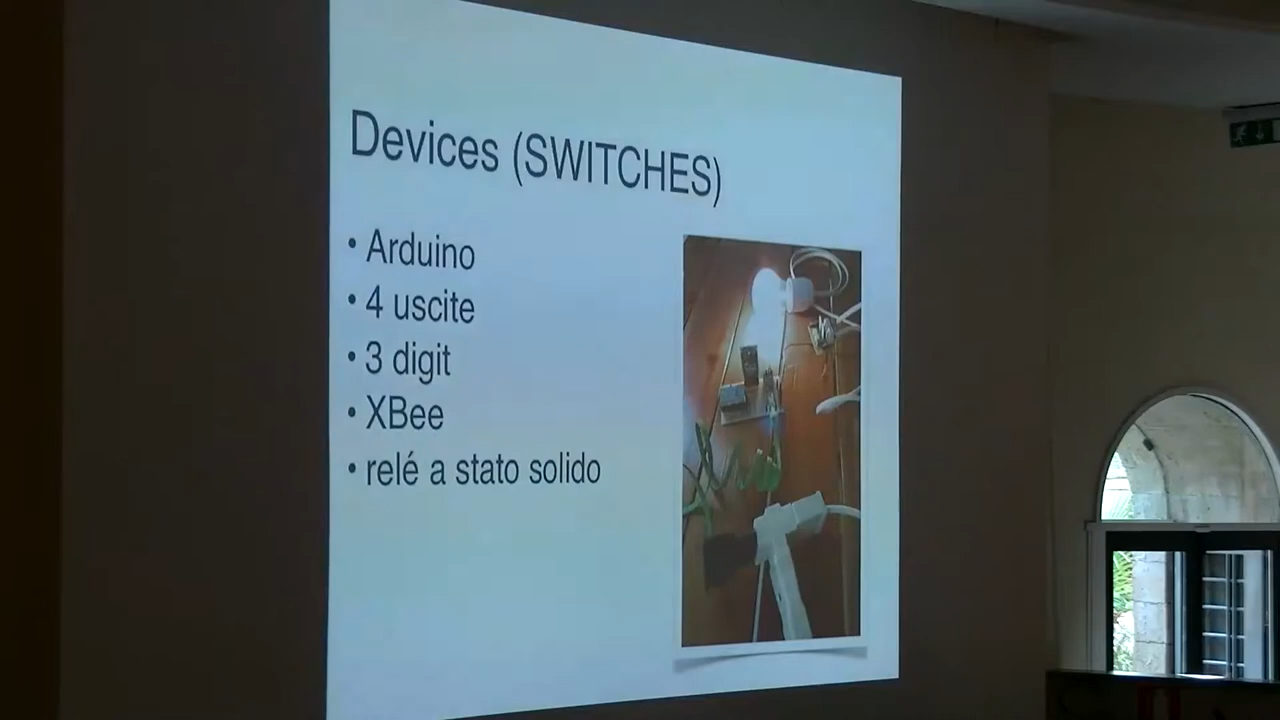 Devices (SWITCHES)
• Arduino
• 4 uscite
• 3 digit
• XBee
• relé a stato solido